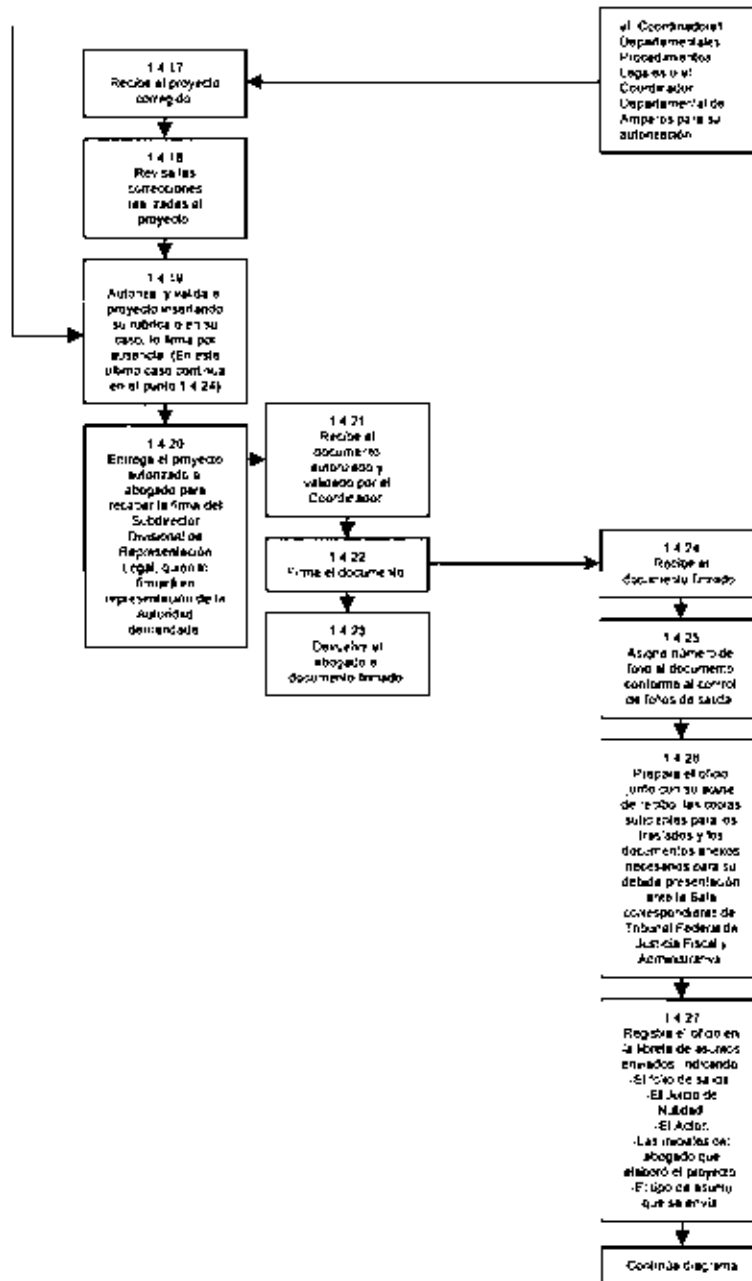 al Coordinador
Departamentales
Procedimientos
Legales o al
Coordinador
Departamental de
Amparos para su
autorización
1.4.17
Recibe el proyecto
corregido
1.4.18
Revisa las
correcciones
realizadas al
proyecto
1.4.19
Autoriza y valida
proyecto insertando
su rúbrica o en su
caso, lo firma por
ausencia. (En este
último caso continua
en el punto 1.4.24)
1.4.20
Entrega el proyecto
autorizado a
abogado para
recabar la firma del
Subdirector
Divisional de
Representación
Legal, quien lo
firmará en
representación de la
Autoridad
demandada
1.4.21
Recibe el
documento
autorizado y
validado por el
Coordinador
1.4.22
Firma el documento
1.4.23
Devuelve al
abogado
documento firmado
1.4.24
Recibe el
documento firmado
1.4.25
Asigna número de
folio al documento
conforme al control
de folios de salida
1.4.26
Prepara el oficio
junto con su acuse
de recibo, las copias
suficientes para los
traslados y los
documentos anexos
necesarios para su
debida presentación
ante la Sala
correspondiente de
Tribunal Federal de
Justicia Fiscal y
Administrativa
1.4.27
Registra el oficio en
la libreta de asuntos
enviados, indicando
-El folio de salida
-El Juicio de
Nulidad
-El Actor
-Las iniciales del
abogado que
elaboró el proyecto
-El tipo de asunto
que se envía
Continúa diagrama